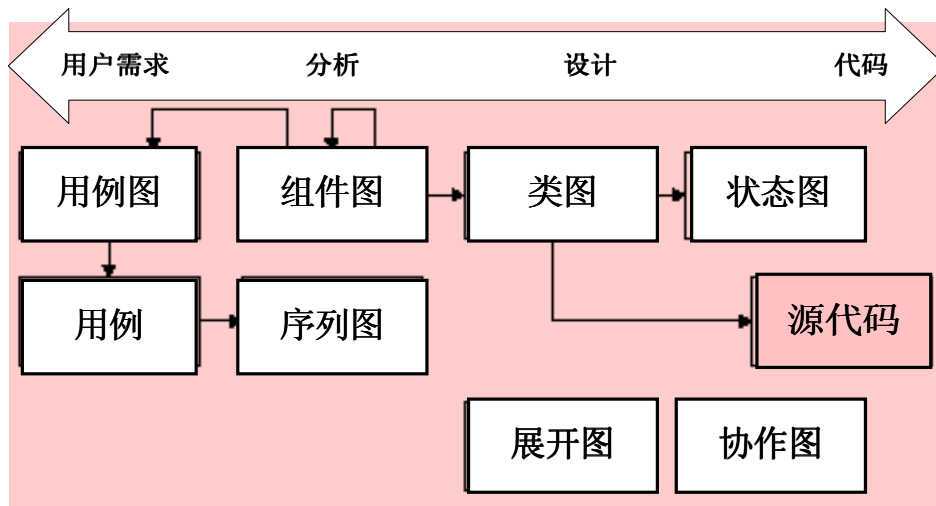 用户需求 分析 设计 代码
用例图 组件图 类图 状态图
用例 序列图 源代码
展开图 协作图